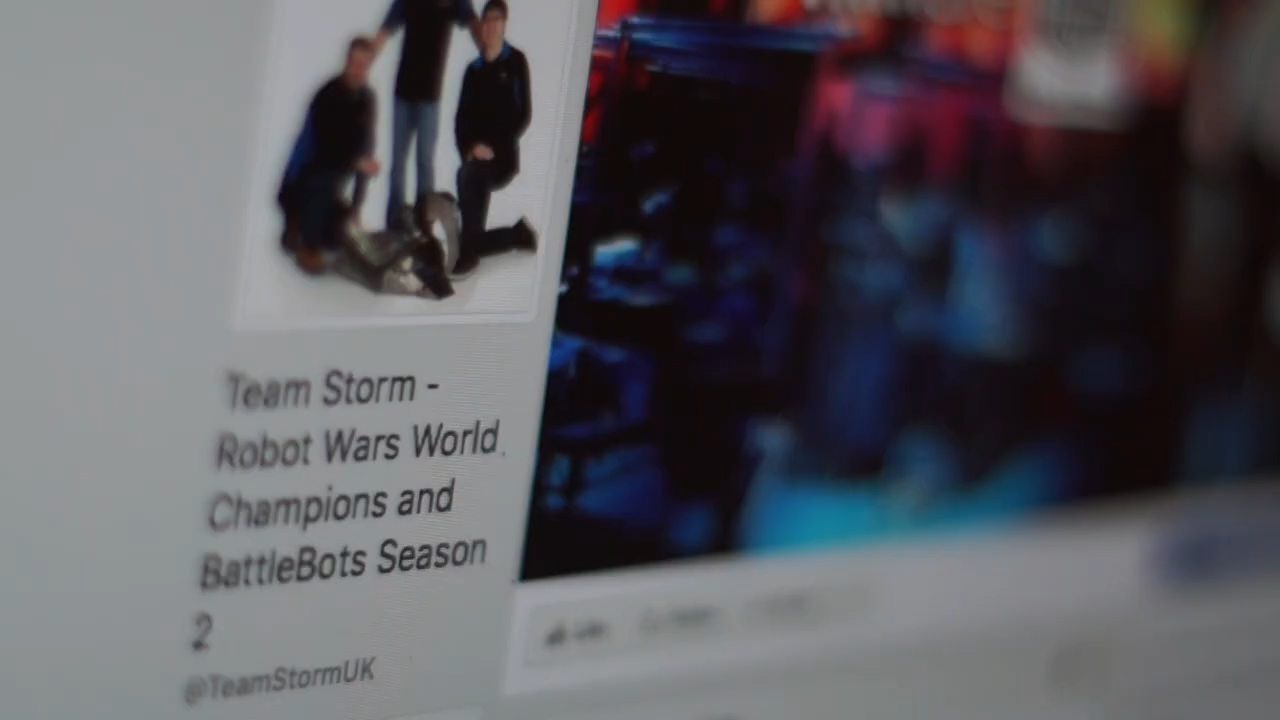 Team Storm -
Robot Wars World
Champions and
BattleBots Season
2
@TeamStormUK